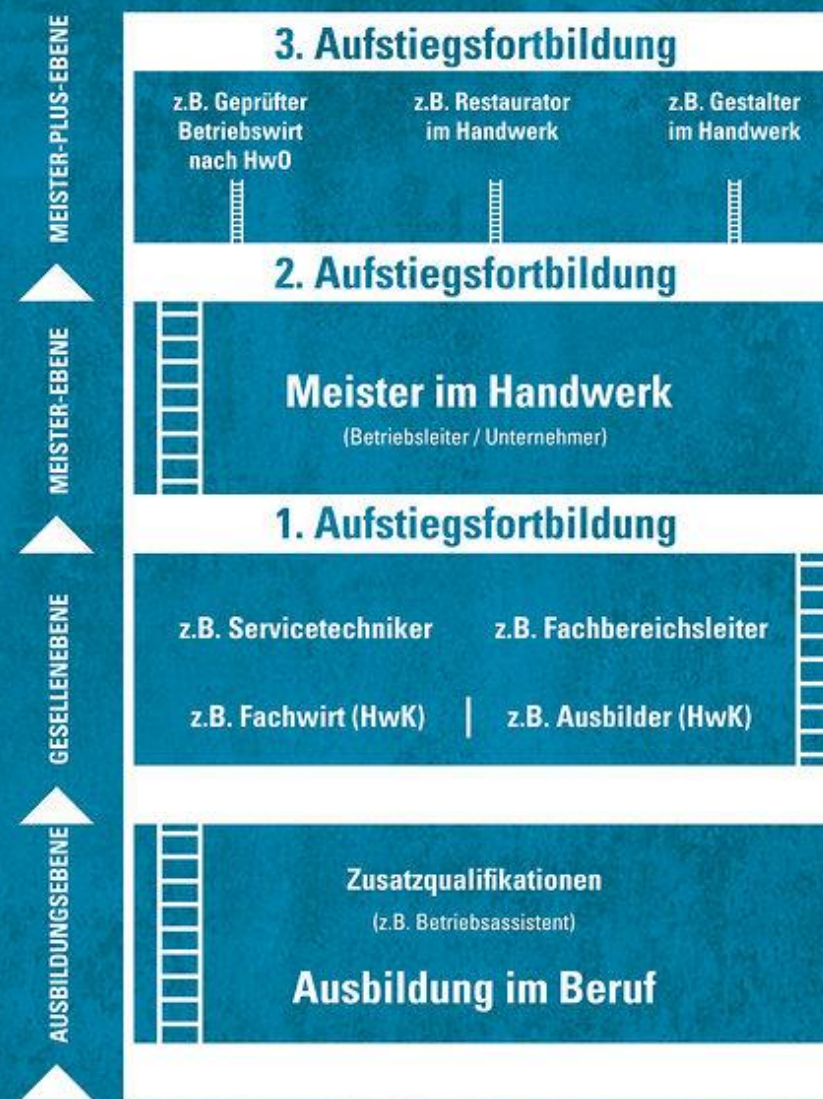 MEISTER-PLUS-EBENE
3. Aufstiegsfortbildung
z.B. Geprüfter
Betriebswirt
nach HwO
z.B. Restaurator
im Handwerk
z.B. Gestalter
im Handwerk
MEISTER-EBENE
2. Aufstiegsfortbildung
Meister im Handwerk
(Betriebsleiter / Unternehmer)
GESELLENEBENE
1. Aufstiegsfortbildung
z.B. Servicetechniker
z.B. Fachbereichsleiter
z.B. Fachwirt (HwK)
z.B. Ausbilder (HwK)
AUSBILDUNGSEBENE
Zusatzqualifikationen
(z.B. Betriebsassistent)
Ausbildung im Beruf